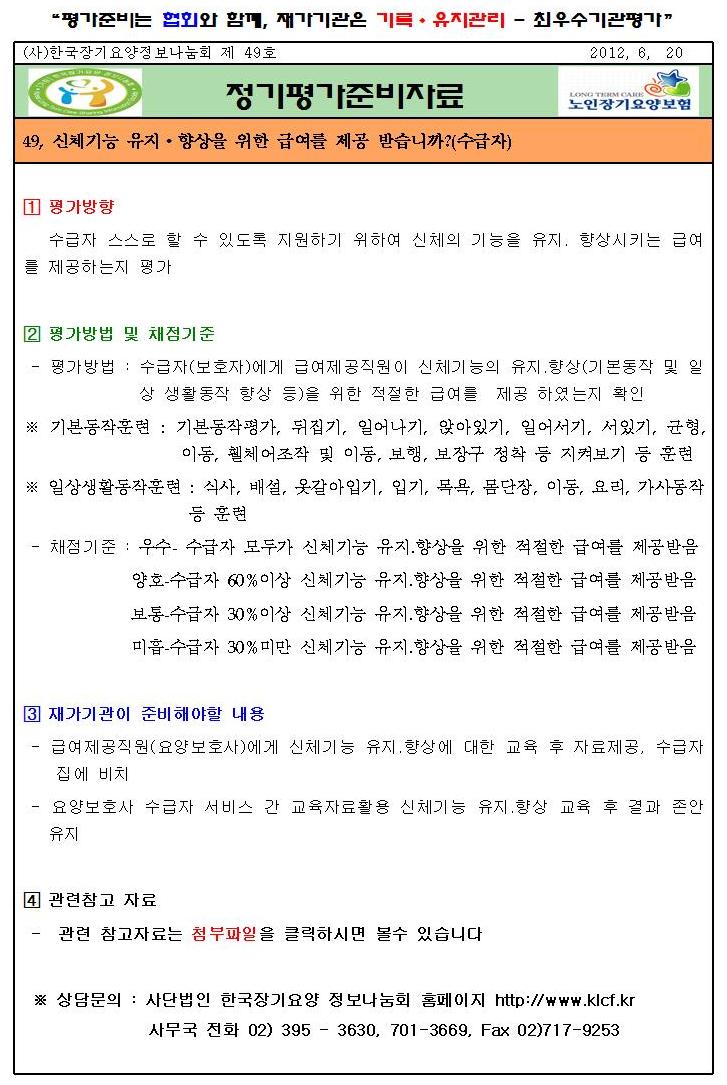 “평가준비는 협회와 함께, 재가기관은 기록·유지관리 - 최우수기관평가”
(사)한국장기요양정보나눔회 제 49호 2012, 6, 20
정기평가준비자료
LONG TERM CARE
노인장기요양보험
49, 신체기능 유지·향상을 위한 급여를 제공 받습니까?(수급자)
1 평가방향
수급자 스스로 할 수 있도록 지원하기 위하여 신체의 기능을 유지. 향상시키는 급여
를 제공하는지 평가
2 평가방법 및 채점기준
- 평가방법 : 수급자(보호자)에게 급여제공직원이 신체기능의 유지.향상(기본동작 및 일
상 생활동작 향상 등)을 위한 적절한 급여를 제공 하였는지 확인
※ 기본동작훈련 : 기본동작평가, 뒤집기, 일어나기, 앉아있기, 일어서기, 서있기, 균형,
이동, 휠체어조작 및 이동, 보행, 보장구 정착 등 지켜보기 등 훈련
※ 일상생활동작훈련 : 식사, 배설, 옷갈아입기, 입기, 목욕, 몸단장, 이동, 요리, 가사동작
등 훈련
- 채점기준 : 우수- 수급자 모두가 신체기능 유지.향상을 위한 적절한 급여를 제공받음
양호-수급자 60%이상 신체기능 유지.향상을 위한 적절한 급여를 제공받음
보통-수급자 30%이상 신체기능 유지.향상을 위한 적절한 급여를 제공받음
미흡-수급자 30%미만 신체기능 유지.향상을 위한 적절한 급여를 제공받음
3 재가기관이 준비해야할 내용
- 급여제공직원(요양보호사)에게 신체기능 유지.향상에 대한 교육 후 자료제공, 수급자
집에 비치
- 요양보호사 수급자 서비스 간 교육자료활용 신체기능 유지.향상 교육 후 결과 존안
유지
4 관련참고 자료
- 관련 참고자료는 첨부파일을 클릭하시면 볼수 있습니다
※ 상담문의 : 사단법인 한국장기요양 정보나눔회 홈페이지 http://www.klcf.kr
사무국 전화 02) 395 - 3630, 701-3669, Fax 02)717-9253